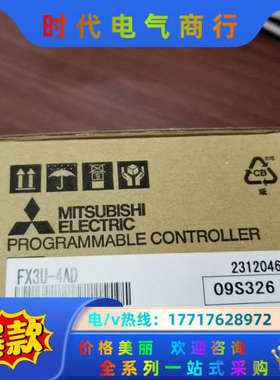 时代电气商行
CB
MITSUBISHI
ELECTRIC
PROGRAMMABLE CONTROLLER
FX3U-4AD
2312046
09S326
爆款
电/v热线：17717628972
价格美丽 欢迎咨询
全系列一站式采购